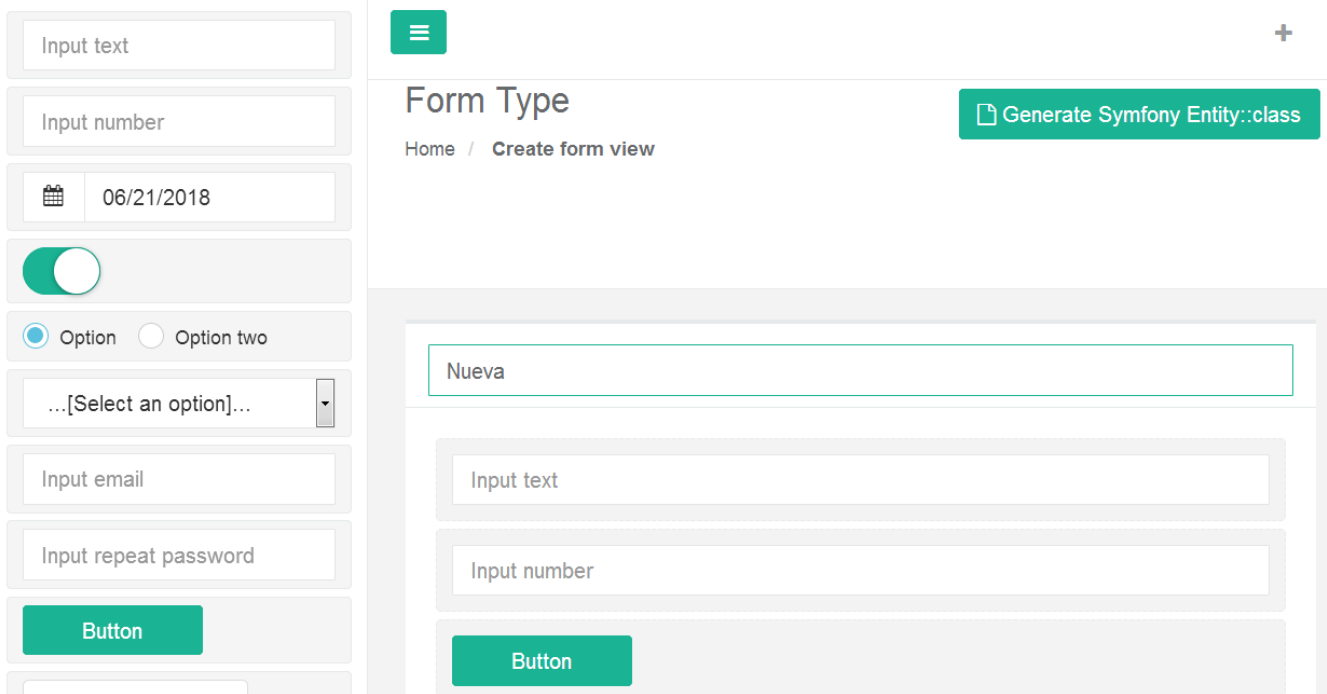 Input text
Input number
06/21/2018
Option Option two
...[Select an option]...
Input email
Input repeat password
Button
Form Type
Home / Create form view
Generate Symfony Entity::class
Nueva
Input text
Input number
Button